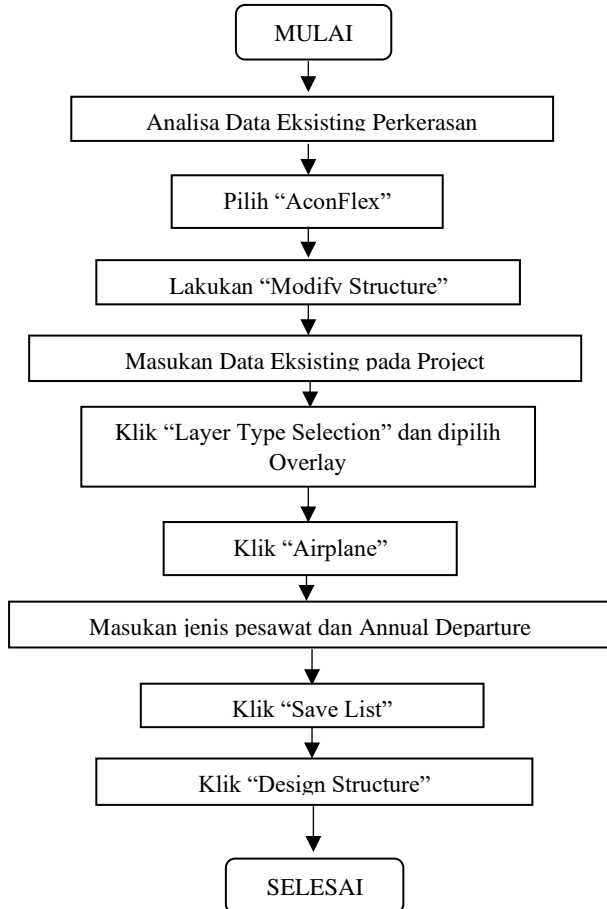 MULAI
Analisa Data Eksisting Perkerasan
Pilih “AconFlex”
Lakukan “Modify Structure”
Masukan Data Eksisting pada Project
Klik “Layer Type Selection” dan dipilih
Overlay
Klik “Airplane”
Masukan jenis pesawat dan Annual Departure
Klik “Save List”
Klik “Design Structure”
SELESAI